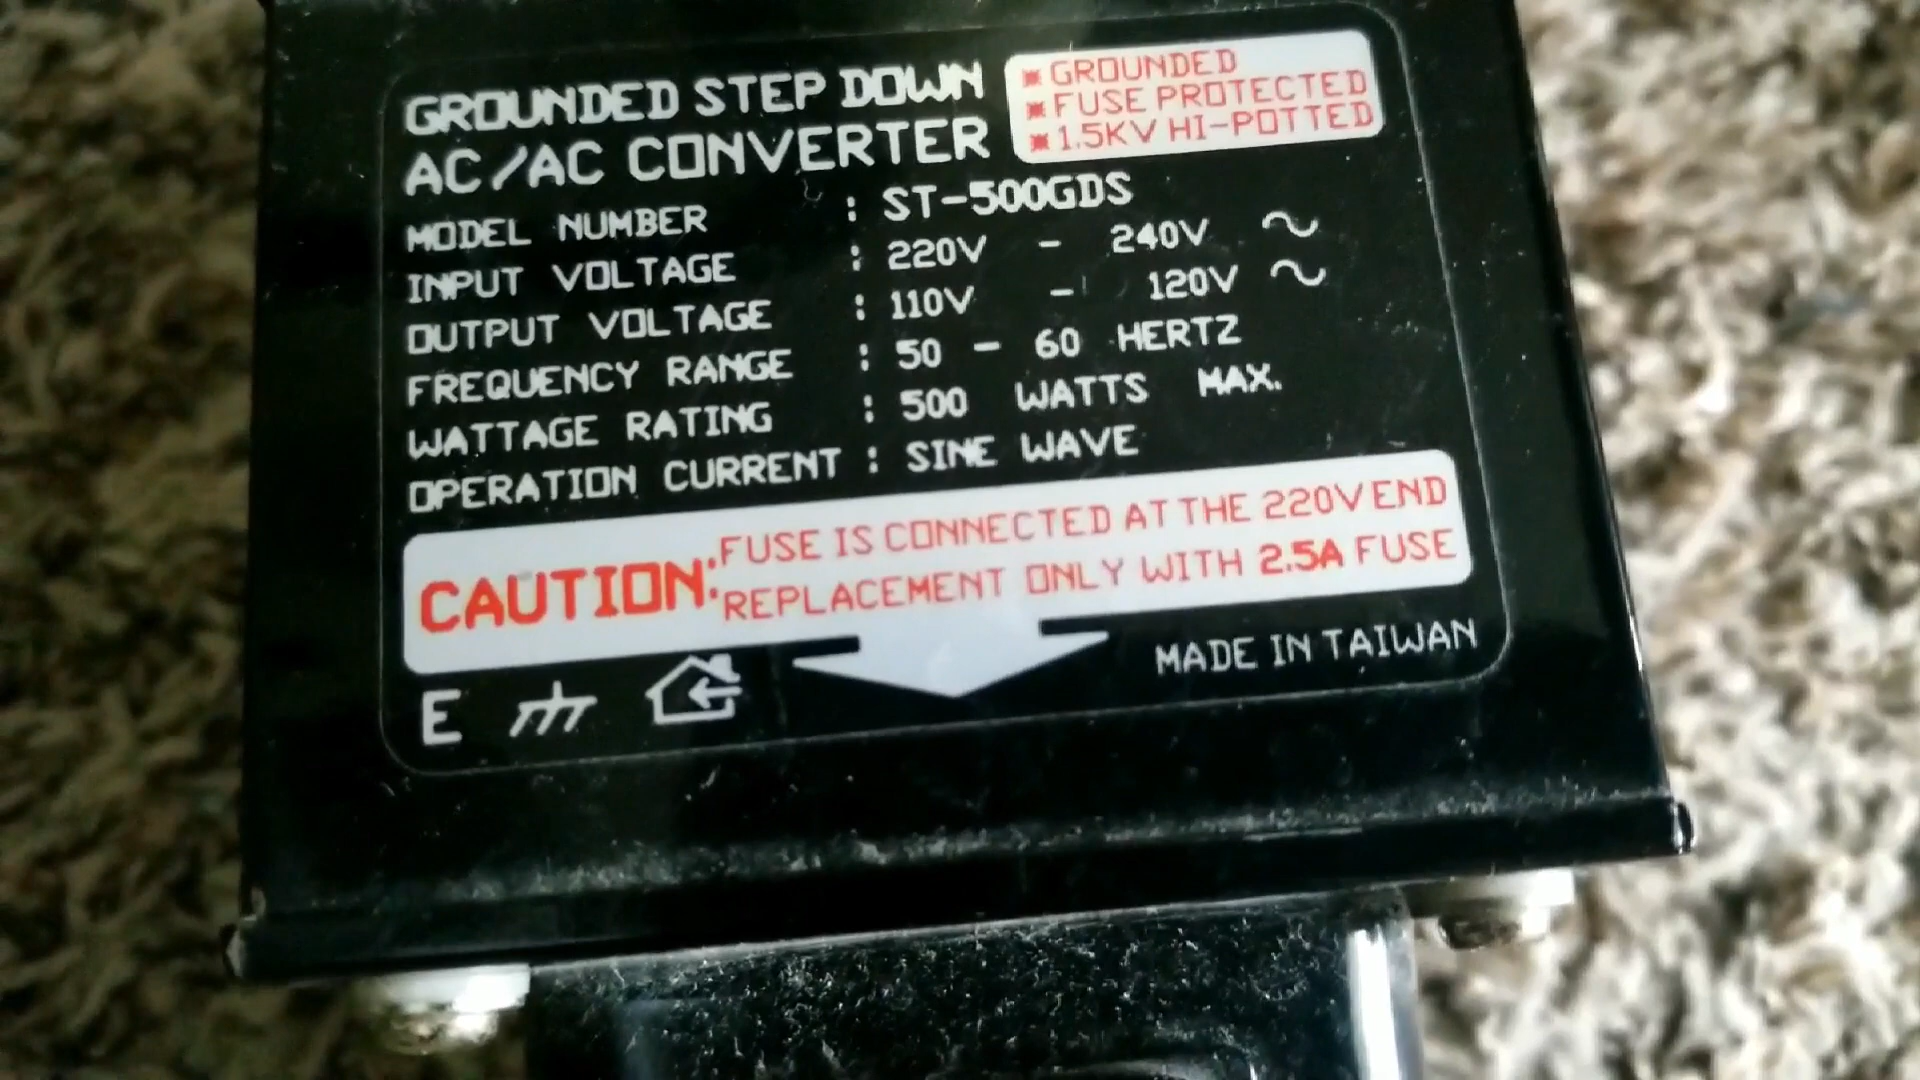 GROUNDED STEP DOWN
AC/AC CONVERTER
GROUNDED
FUSE PROTECTED
1.5KV HI-POTTED
MODEL NUMBER : ST-500GDS
INPUT VOLTAGE : 220V - 240V ~
OUTPUT VOLTAGE : 110V - 120V ~
FREQUENCY RANGE : 50 - 60 HERTZ
WATTAGE RATING : 500 WATTS MAX.
OPERATION CURRENT : SINE WAVE
CAUTION: FUSE IS CONNECTED AT THE 220V END
REPLACEMENT ONLY WITH 2.5A FUSE
MADE IN TAIWAN
E